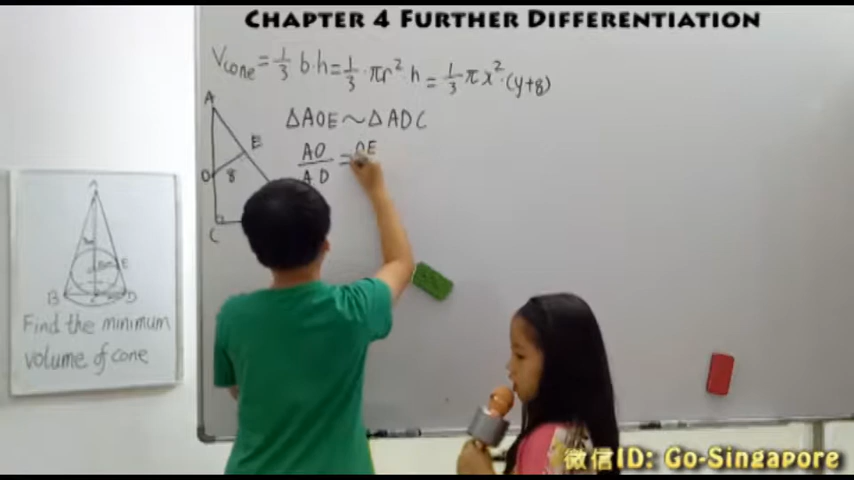 CHAPTER 4 FURTHER DIFFERENTIATION
Vcone = 1/3 b·h = 1/3·πr²·h = 1/3 πx²·(y+8)
ΔAOE ~ ΔADC
AO/AD = OE
A
E
O
8
C
A
E
B
D
Find the minimum
volume of cone
微信ID: Go-Singapore